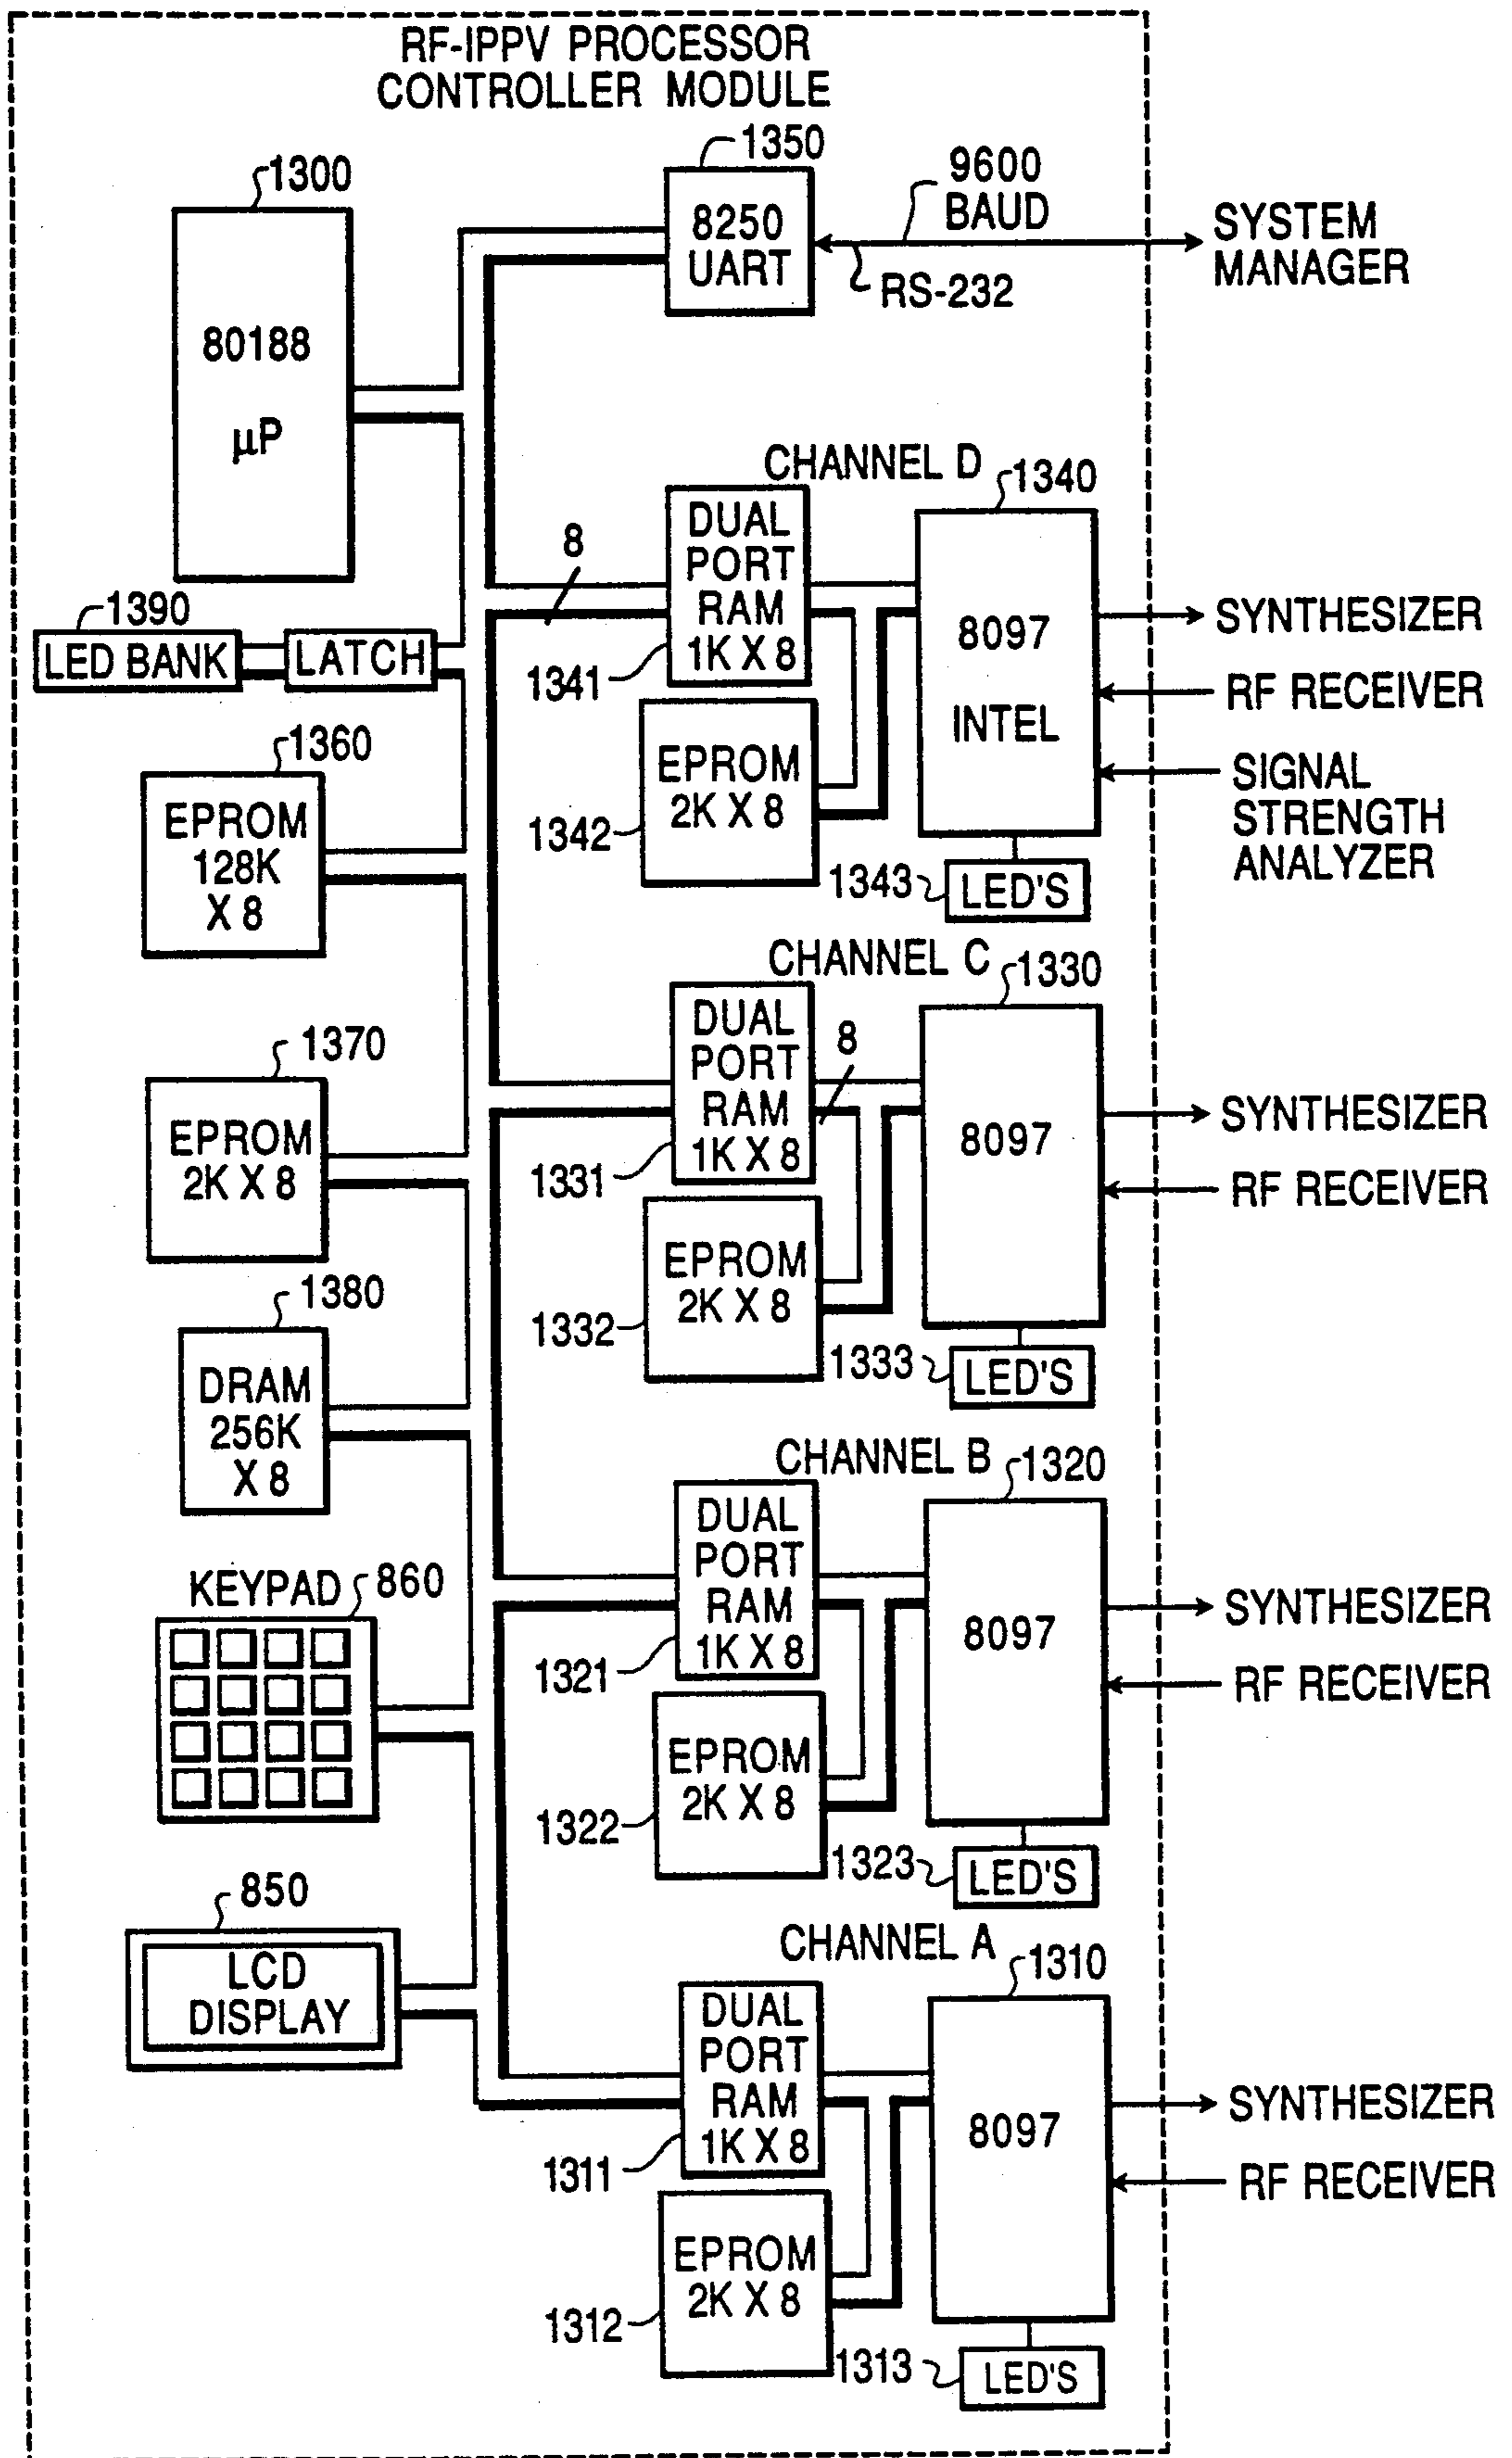 RF-IPPV PROCESSOR
CONTROLLER MODULE
1300
80188
µP
1350
8250
UART
9600
BAUD
RS-232
SYSTEM
MANAGER
1390
LED BANK
LATCH
1360
EPROM
128K
X 8
1370
EPROM
2K X 8
1380
DRAM
256K
X 8
KEYPAD
860
850
LCD
DISPLAY
8
CHANNEL D
DUAL
PORT
RAM
1K X 8
1341
EPROM
2K X 8
1342
1340
8097
INTEL
1343
LED'S
SYNTHESIZER
RF RECEIVER
SIGNAL
STRENGTH
ANALYZER
CHANNEL C
DUAL
PORT
RAM
1K X 8
1331
8
EPROM
2K X 8
1332
1330
8097
1333
LED'S
SYNTHESIZER
RF RECEIVER
CHANNEL B
DUAL
PORT
RAM
1K X 8
1321
EPROM
2K X 8
1322
1320
8097
1323
LED'S
SYNTHESIZER
RF RECEIVER
CHANNEL A
DUAL
PORT
RAM
1K X 8
1311
EPROM
2K X 8
1312
1310
8097
1313
LED'S
SYNTHESIZER
RF RECEIVER